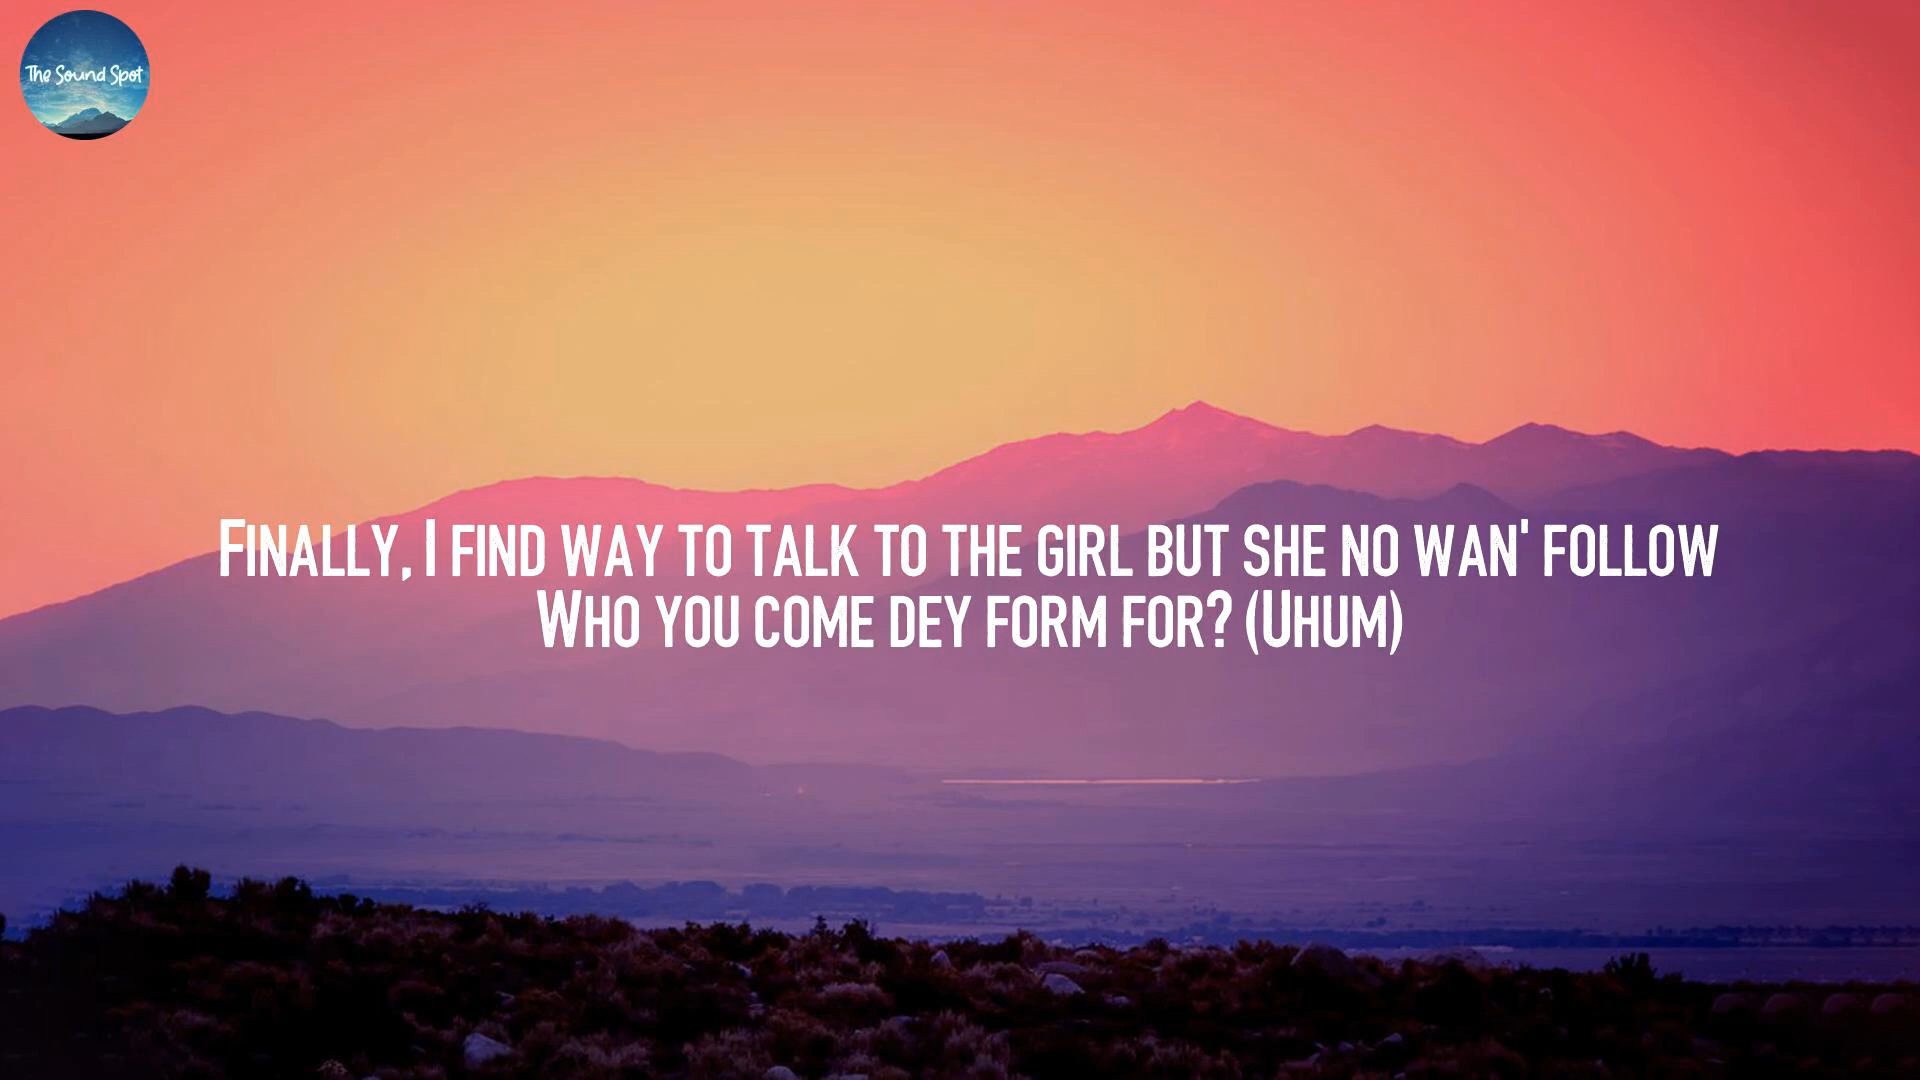 The Sound Spot
Finally, I find way to talk to the girl but she no wan' follow
Who you come dey form for? (Uhum)